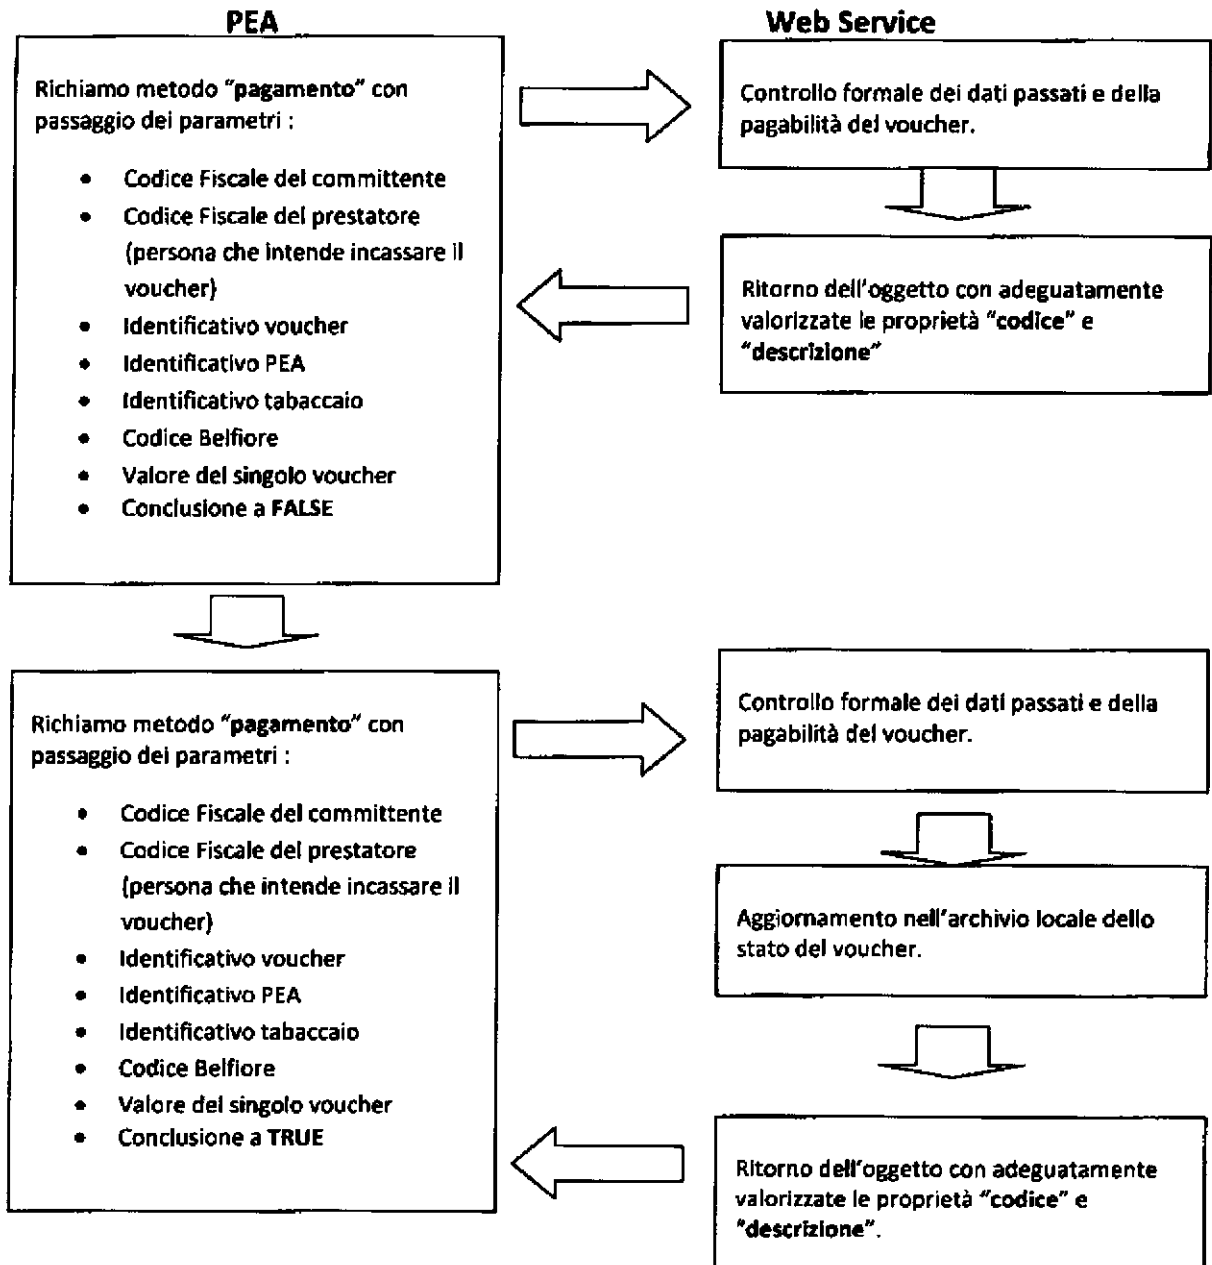 PEA
Richiamo metodo "pagamento" con
passaggio dei parametri :
• Codice Fiscale del committente
• Codice Fiscale del prestatore
(persona che intende incassare il
voucher)
• Identificativo voucher
• Identificativo PEA
• Identificativo tabaccaio
• Codice Belfiore
• Valore del singolo voucher
• Conclusione a FALSE
Web Service
Controllo formale dei dati passati e della
pagabilità del voucher.
Ritorno dell'oggetto con adeguatamente
valorizzate le proprietà "codice" e
"descrizione"
Richiamo metodo "pagamento" con
passaggio dei parametri :
• Codice Fiscale del committente
• Codice Fiscale del prestatore
(persona che intende incassare il
voucher)
• Identificativo voucher
• Identificativo PEA
• Identificativo tabaccaio
• Codice Belfiore
• Valore del singolo voucher
• Conclusione a TRUE
Controllo formale dei dati passati e della
pagabilità del voucher.
Aggiornamento nell'archivio locale dello
stato del voucher.
Ritorno dell'oggetto con adeguatamente
valorizzate le proprietà "codice" e
"descrizione".